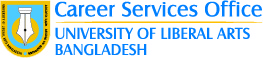 Career Services Office
UNIVERSITY OF LIBERAL ARTS
BANGLADESH